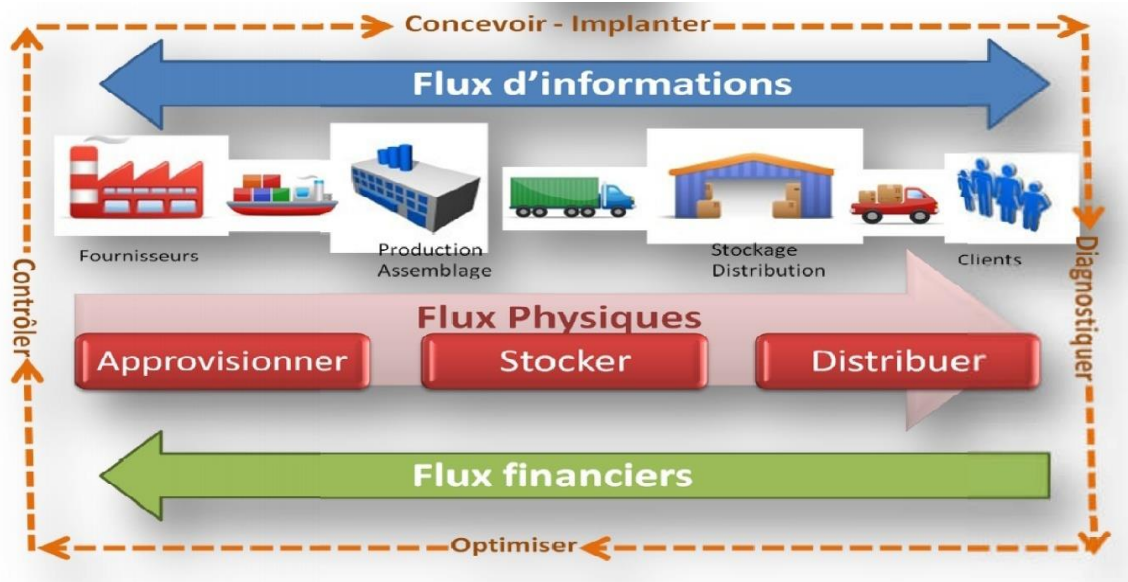 Concevoir - Implanter
Flux d’informations
Fournisseurs
Production
Assemblage
Stockage
Distribution
Clients
Contrôler
Diagnostiquer
Flux Physiques
Approvisionner
Stocker
Distribuer
Flux financiers
Optimiser